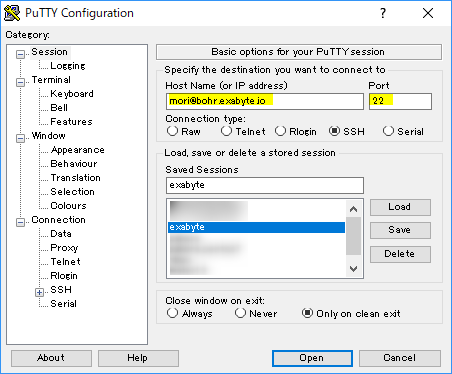 PuTTY Configuration
Category:
Session
Logging
Terminal
Keyboard
Bell
Features
Window
Appearance
Behaviour
Translation
Selection
Colours
Connection
Data
Proxy
Telnet
Rlogin
SSH
Serial
Basic options for your PuTTY session
Specify the destination you want to connect to
Host Name (or IP address) Port
mori@bohr.exabyte.io 22
Connection type:
Raw Telnet Rlogin SSH Serial
Load, save or delete a stored session
Saved Sessions
exabyte
exabyte
Load
Save
Delete
Close window on exit:
Always Never Only on clean exit
About Help Open Cancel